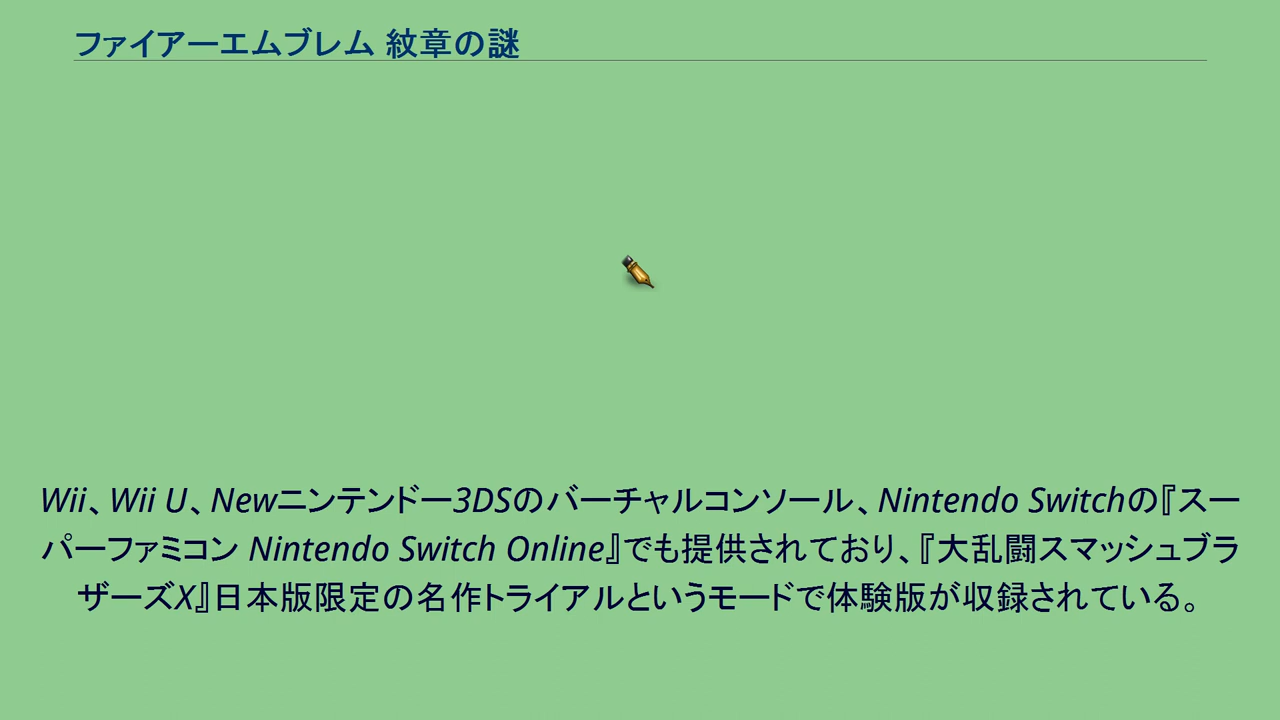 ファイアーエムブレム 紋章の謎
Wii、Wii U、Newニンテンドー3DSのバーチャルコンソール、Nintendo Switchの『スー
パーファミコン Nintendo Switch Online』でも提供されており、『大乱闘スマッシュブラ
ザーズX』日本版限定の名作トライアルというモードで体験版が収録されている。